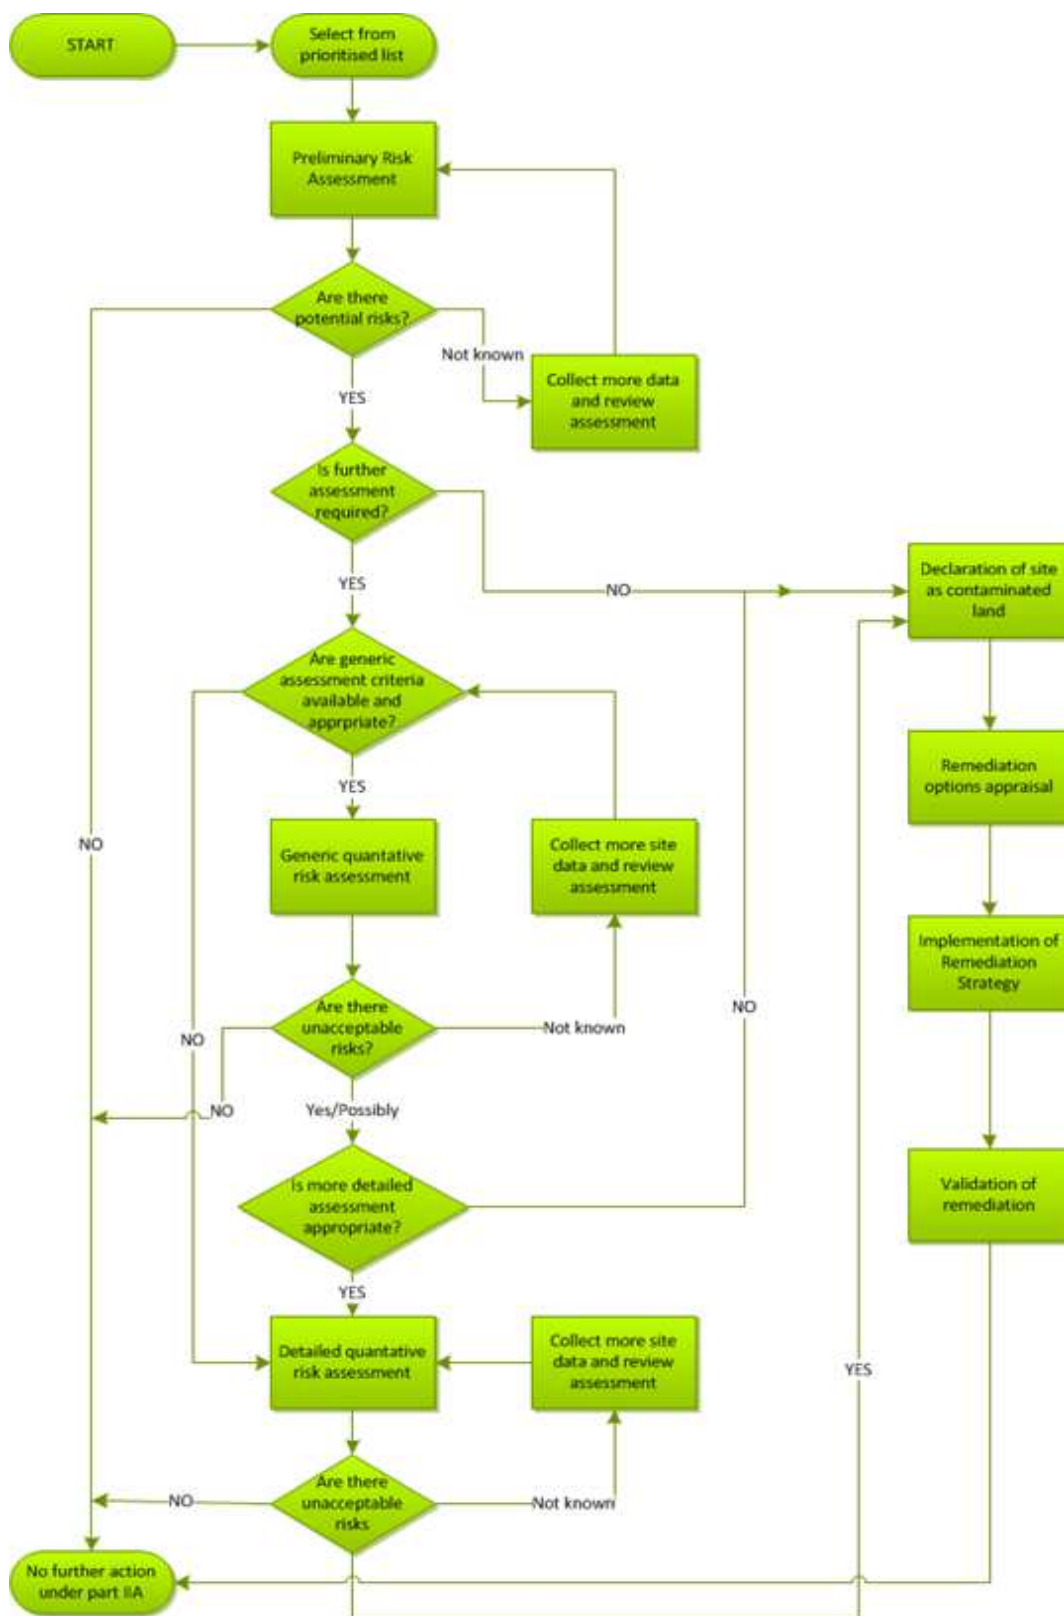 START
Select from
prioritised list
Preliminary Risk
Assessment
Are there
potential risks?
Not known
Collect more data
and review
assessment
YES
Is further
assessment
required?
NO
YES
Declaration of site
as contaminated
land
Are generic
assessment criteria
available and
apprpriate?
YES
Remediation
options appraisal
NO
Generic quantative
risk assessment
Collect more site
data and review
assessment
Implementation of
Remediation
Strategy
Are there
unacceptable
risks?
Not known
NO
NO
NO
Yes/Possibly
Is more detailed
assessment
appropriate?
Validation of
remediation
YES
Detailed quantative
risk assessment
Collect more site
data and review
assessment
YES
Are there
unacceptable
risks
NO
Not known
No further action
under part IIA